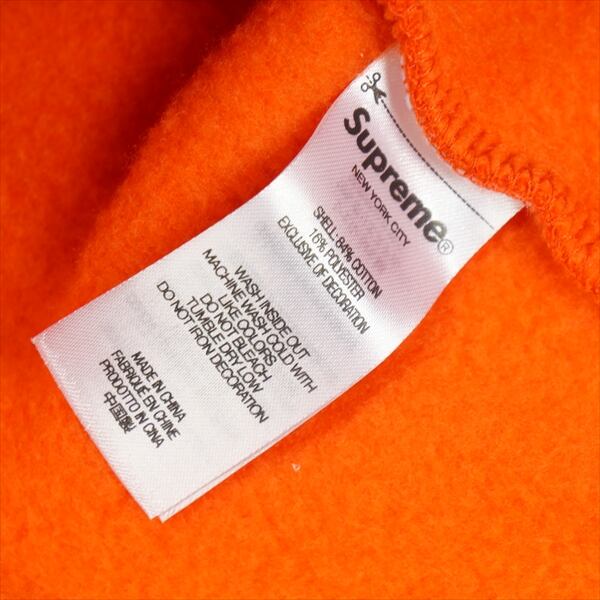 Supreme®
NEW YORK CITY
SHELL: 84% COTTON
16% POLYESTER
EXCLUSIVE OF DECORATION
WASH INSIDE OUT
MACHINE WASH COLD WITH
LIKE COLORS
DO NOT BLEACH
TUMBLE DRY LOW
DO NOT IRON DECORATION
MADE IN CHINA
FABRIQUÉ EN CHINE
PRODOTTO IN CINA
中国製